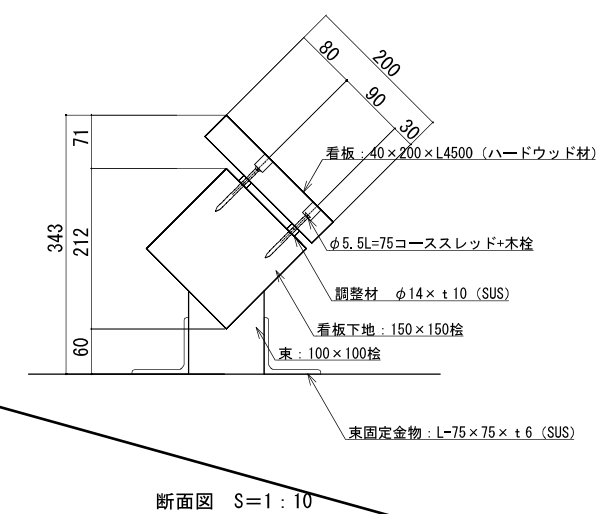 80
200
90
30
71
343
212
60
看板：40×200×L4500（ハードウッド材）
φ5.5L=75コーススレッド+木栓
調整材　φ14×ｔ10（SUS）
看板下地：150×150桧
束：100×100桧
束固定金物：L-75×75×ｔ6（SUS）
断面図　S＝1：10